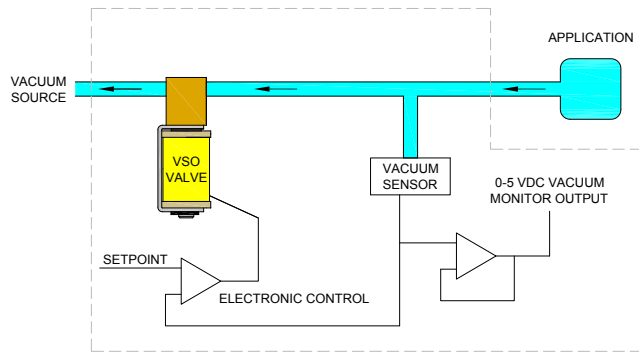 APPLICATION
VACUUM
SOURCE
VSO
VALVE
VACUUM
SENSOR
0-5 VDC VACUUM
MONITOR OUTPUT
SETPOINT
ELECTRONIC CONTROL